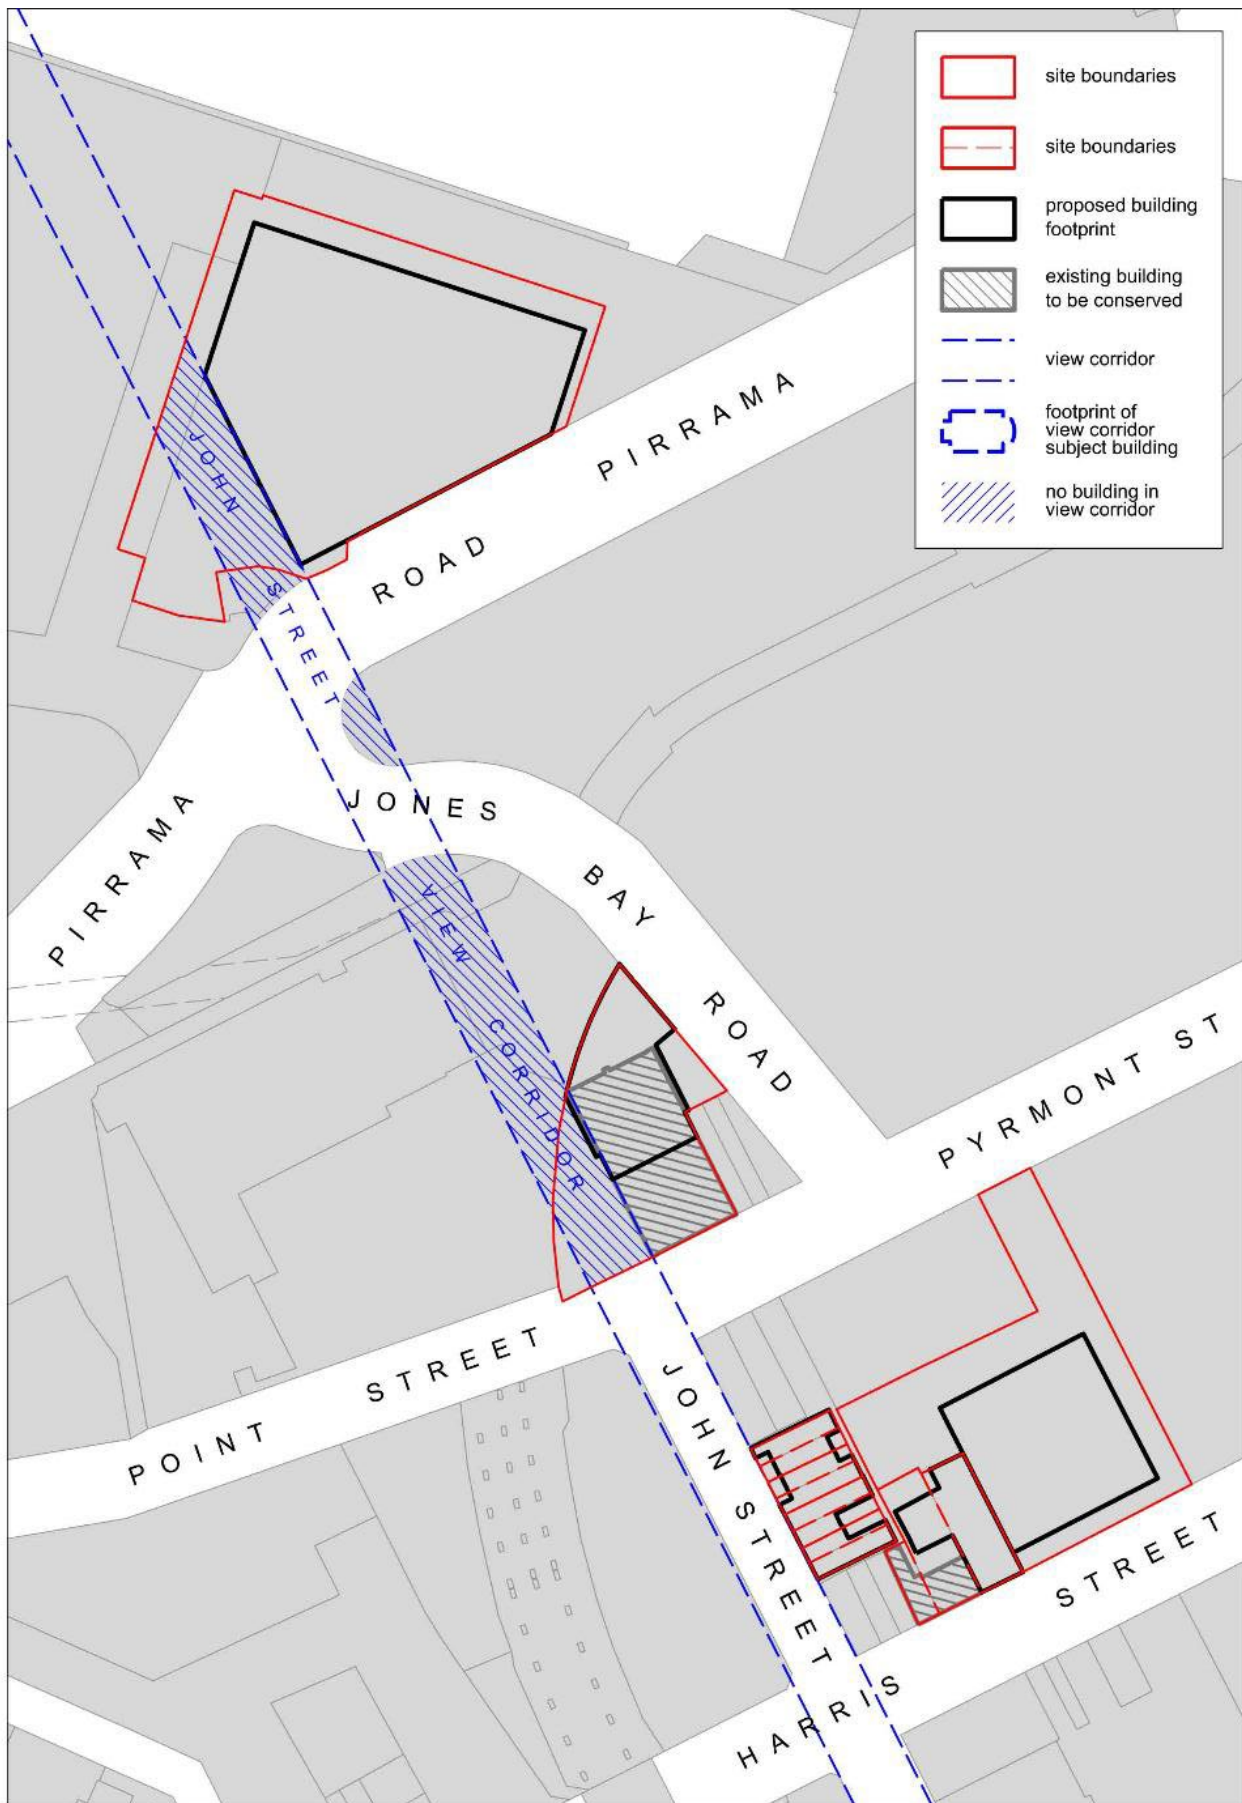 site boundaries
site boundaries
proposed building
footprint
existing building
to be conserved
view corridor
footprint of
view corridor
subject building
no building in
view corridor
PIRRAMA
ROAD
JOHN
STREET
PIRRAMA
JONES
BAY
ROAD
VIEW
CORRIDOR
PYRMONT ST
POINT STREET
JOHN STREET
HARRIS
STREET